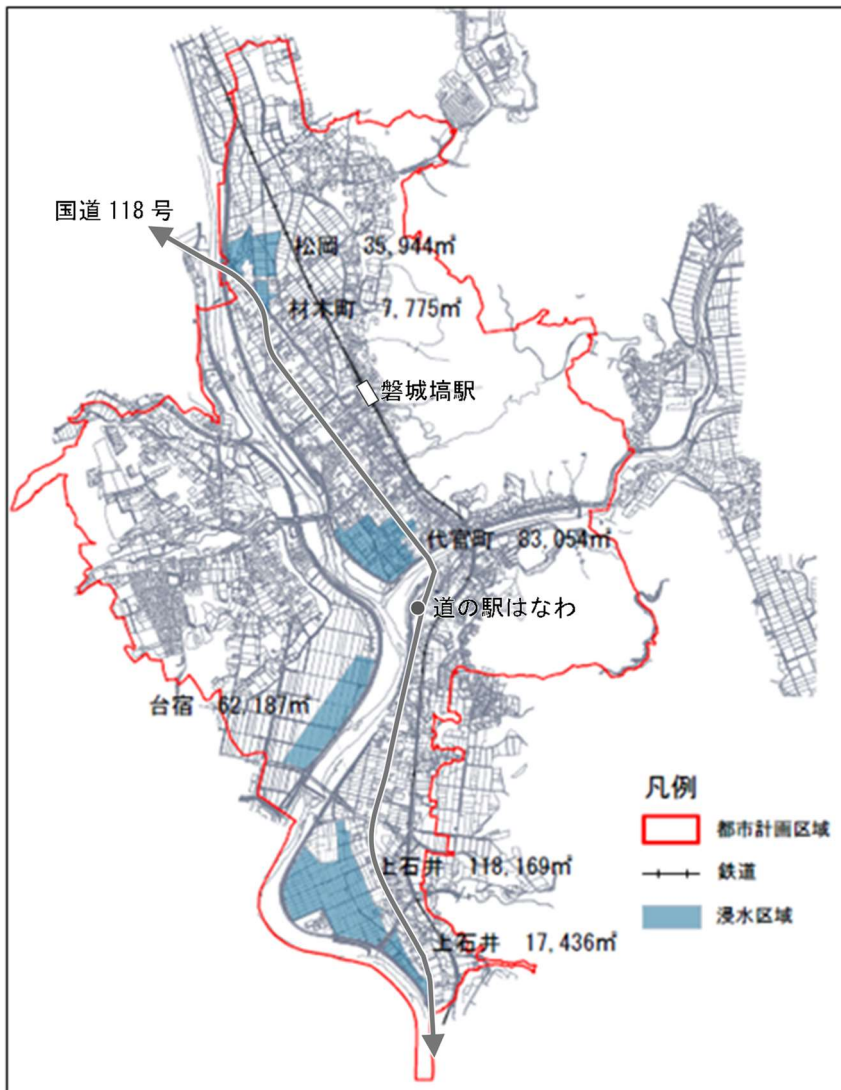 国道 118 号
松岡 35,944㎡
材木町 7,775㎡
磐城塙駅
代官町 83,054㎡
道の駅はなわ
台宿 62,187㎡
凡例
都市計画区域
鉄道
浸水区域
上石井 118,169㎡
上石井 17,436㎡